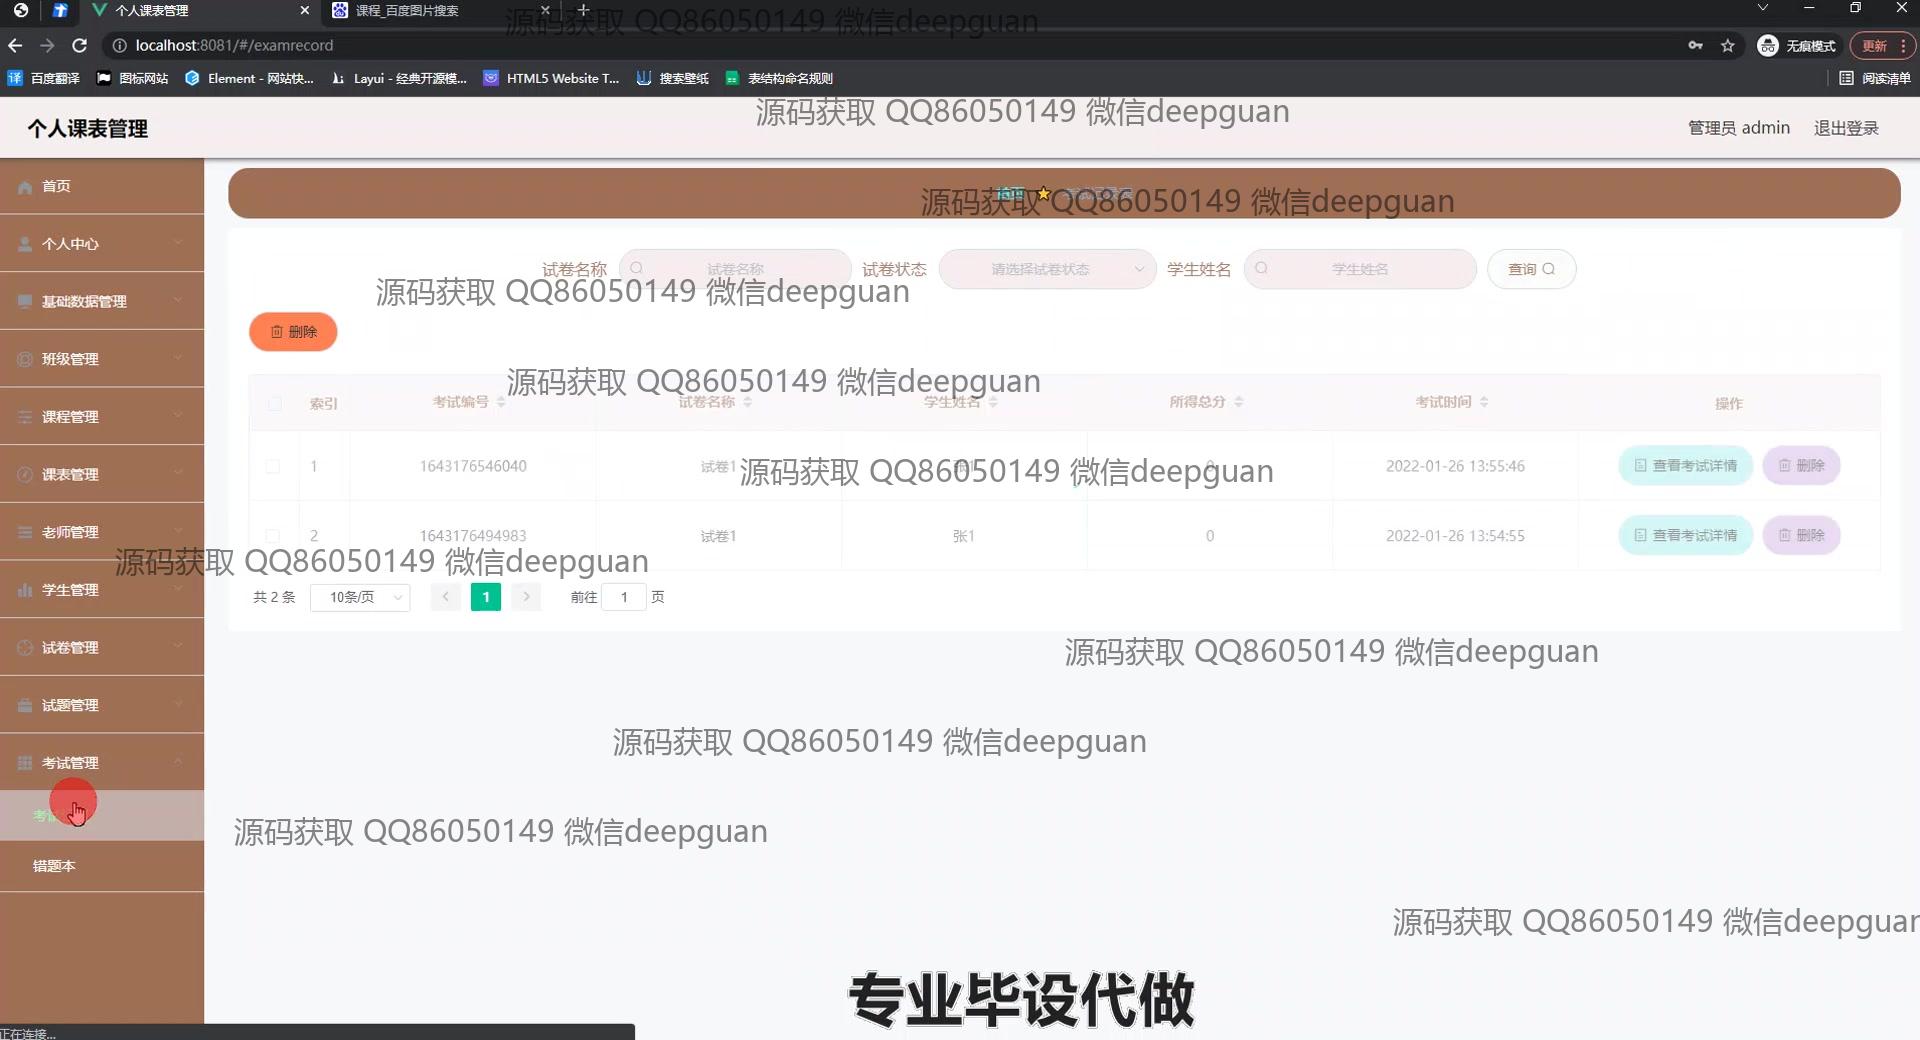 个人课表管理
课程_百度图片搜索
源码获取 QQ86050149 微信deepguan
localhost:8081/#/examrecord
无痕模式
更新
百度翻译
图标网站
Element - 网站快...
Layui - 经典开源模...
HTML5 Website T...
搜索壁纸
表结构命名规则
阅读清单
源码获取 QQ86050149 微信deepguan
个人课表管理
管理员 admin
退出登录
首页
源码获取 QQ86050149 微信deepguan
个人中心
基础数据管理
班级管理
课程管理
课表管理
老师管理
学生管理
试卷管理
试题管理
考试管理
错题本
试卷名称
试卷名称
试卷状态
请选择试卷状态
学生姓名
学生姓名
查询
源码获取 QQ86050149 微信deepguan
删除
源码获取 QQ86050149 微信deepguan
索引
考试编号
试卷名称
学生姓名
所得总分
考试时间
操作
1
1643176546040
试卷1
2022-01-26 13:55:46
查看考试详情
删除
源码获取 QQ86050149 微信deepguan
2
1643176494983
试卷1
张1
0
2022-01-26 13:54:55
查看考试详情
删除
源码获取 QQ86050149 微信deepguan
共 2 条
10条/页
1
前往
1
页
源码获取 QQ86050149 微信deepguan
源码获取 QQ86050149 微信deepguan
源码获取 QQ86050149 微信deepguan
源码获取 QQ86050149 微信deepguan
专业毕设代做
正在连接...